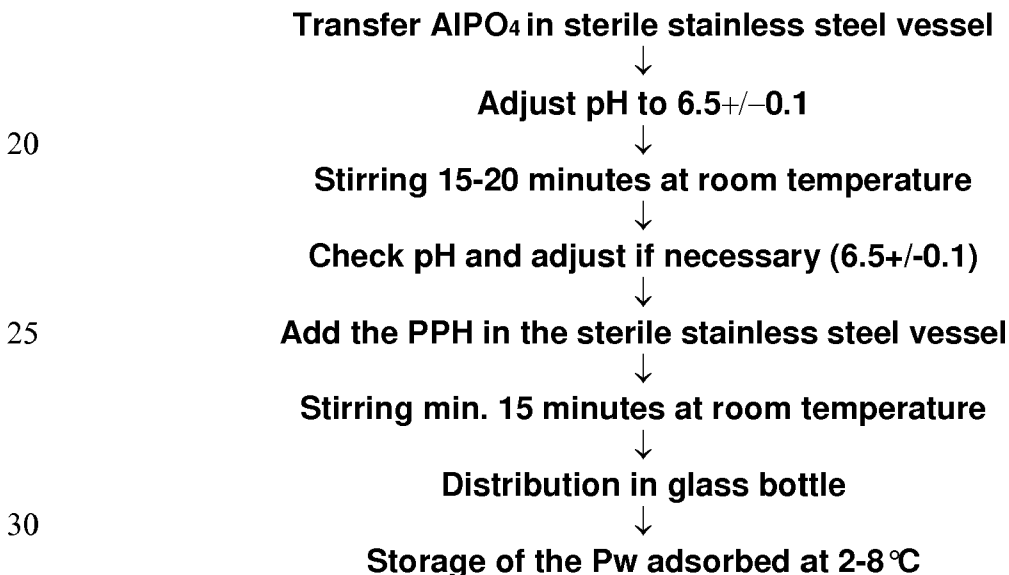 Transfer AlPO4 in sterile stainless steel vessel
↓
Adjust pH to 6.5+/−0.1
20
↓
Stirring 15-20 minutes at room temperature
↓
Check pH and adjust if necessary (6.5+/-0.1)
↓
25 Add the PPH in the sterile stainless steel vessel
↓
Stirring min. 15 minutes at room temperature
↓
Distribution in glass bottle
30
↓
Storage of the Pw adsorbed at 2-8°C